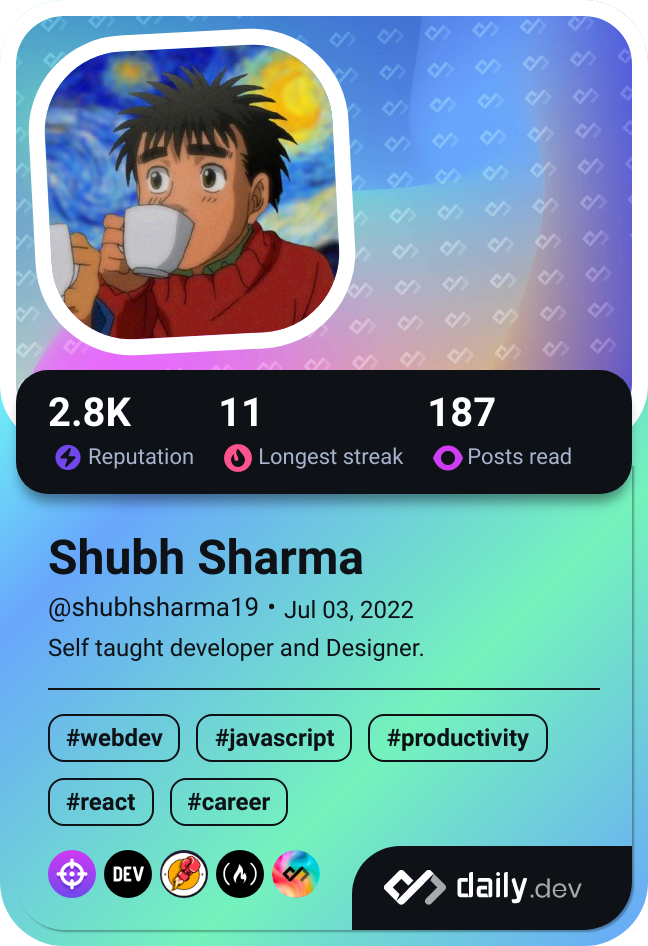 2.8K 11 187
Reputation Longest streak Posts read
Shubh Sharma
@shubhsharma19 • Jul 03, 2022
Self taught developer and Designer.
#webdev #javascript #productivity
#react #career
DEV
daily.dev